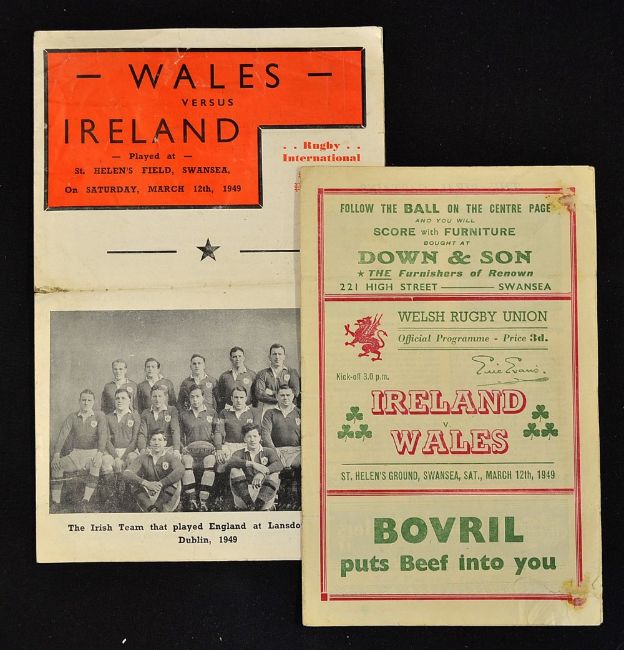 — WALES —
VERSUS
IRELAND
— Played at —
ST. HELEN'S FIELD, SWANSEA,
On SATURDAY, MARCH 12th, 1949
. . Rugby . .
International
The Irish Team that played England at Lansdo
Dublin, 1949
FOLLOW THE BALL ON THE CENTRE PAGE
AND YOU WILL
SCORE with FURNITURE
BOUGHT AT
DOWN & SON
★ THE Furnishers of Renown
221 HIGH STREET ——— SWANSEA
WELSH RUGBY UNION
Official Programme - Price 3d.
Eric Evans.
Kick-off 3.0 p.m.
IRELAND
v
WALES
ST. HELEN'S GROUND, SWANSEA, SAT., MARCH 12th, 1949
BOVRIL
puts Beef into you